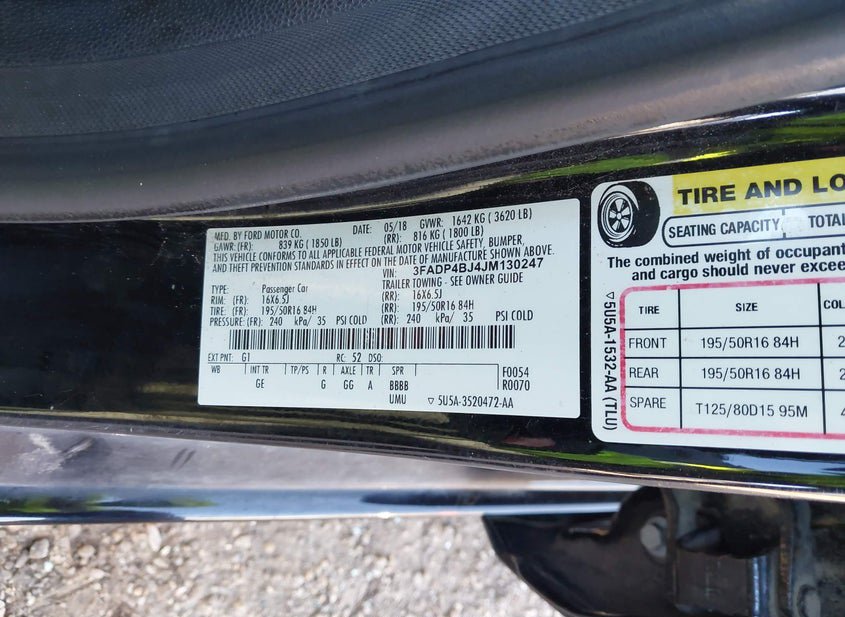 MFD. BY FORD MOTOR CO. DATE: 05/18 GVWR: 1642 KG ( 3620 LB)
GAWR: (FR): 839 KG ( 1850 LB) (RR): 816 KG ( 1800 LB)
THIS VEHICLE CONFORMS TO ALL APPLICABLE FEDERAL MOTOR VEHICLE SAFETY, BUMPER,
AND THEFT PREVENTION STANDARDS IN EFFECT ON THE DATE OF MANUFACTURE SHOWN ABOVE.
VIN: 3FADP4BJ4JM130247
TYPE: Passenger Car TRAILER TOWING - SEE OWNER GUIDE
RIM: (FR): 16X6.5J (RR): 16X6.5J
TIRE: (FR): 195/50R16 84H (RR): 195/50R16 84H
PRESSURE: (FR): 240 kPa/ 35 PSI COLD (RR): 240 kPa/ 35 PSI COLD
EXT PNT: G1 RC: 52 DSO:
WB INT TR TP/PS R AXLE TR SPR F0054
GE G GG A BBBB R0070
UMU ▽ 5U5A-3520472-AA
TIRE AND LO
SEATING CAPACITY TOTAL
The combined weight of occupant
and cargo should never excee
TIRE SIZE COL
FRONT 195/50R16 84H 2
REAR 195/50R16 84H 2
SPARE T125/80D15 95M 4
▽ 5U5A-1532-AA (TLU)